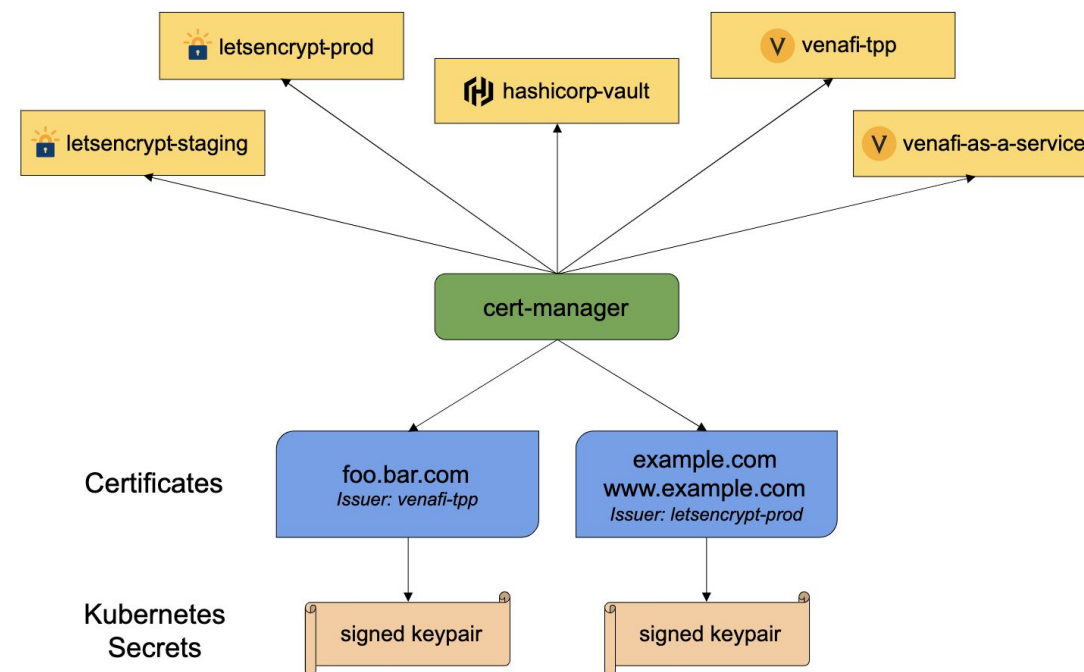 letsencrypt-prod
venafi-tpp
hashicorp-vault
letsencrypt-staging
venafi-as-a-service
cert-manager
Certificates
foo.bar.com
Issuer: venafi-tpp
example.com
www.example.com
Issuer: letsencrypt-prod
Kubernetes
Secrets
signed keypair
signed keypair